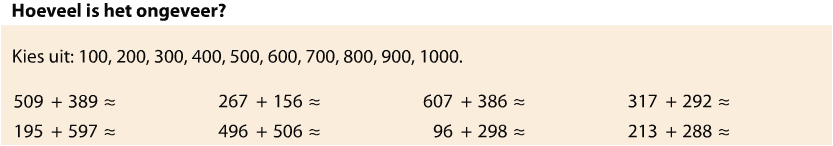 Hoeveel is het ongeveer?
Kies uit: 100, 200, 300, 400, 500, 600, 700, 800, 900, 1000.
509 + 389 ≈ 267 + 156 ≈ 607 + 386 ≈ 317 + 292 ≈
195 + 597 ≈ 496 + 506 ≈ 96 + 298 ≈ 213 + 288 ≈